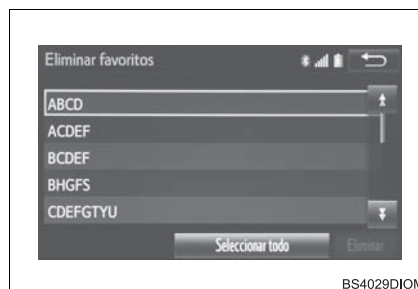 Eliminar favoritos
ABCD
ACDEF
BCDEF
BHGFS
CDEFGTYU
Seleccionar todo
Eliminar
BS4029DIOM